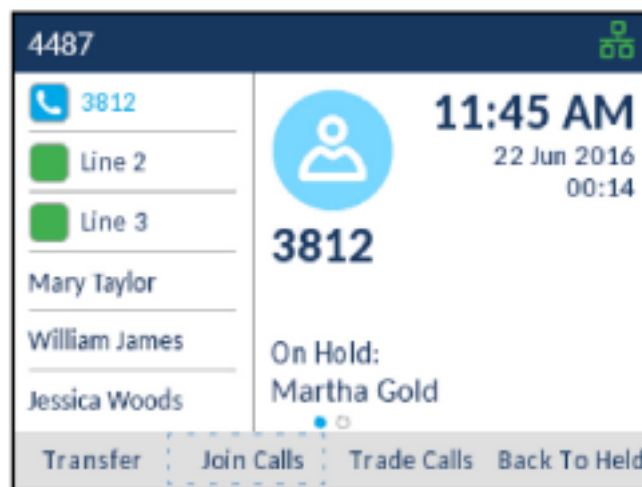 4487
3812
Line 2
Line 3
Mary Taylor
William James
Jessica Woods
11:45 AM
22 Jun 2016
00:14
3812
On Hold:
Martha Gold
Transfer Join Calls Trade Calls Back To Held